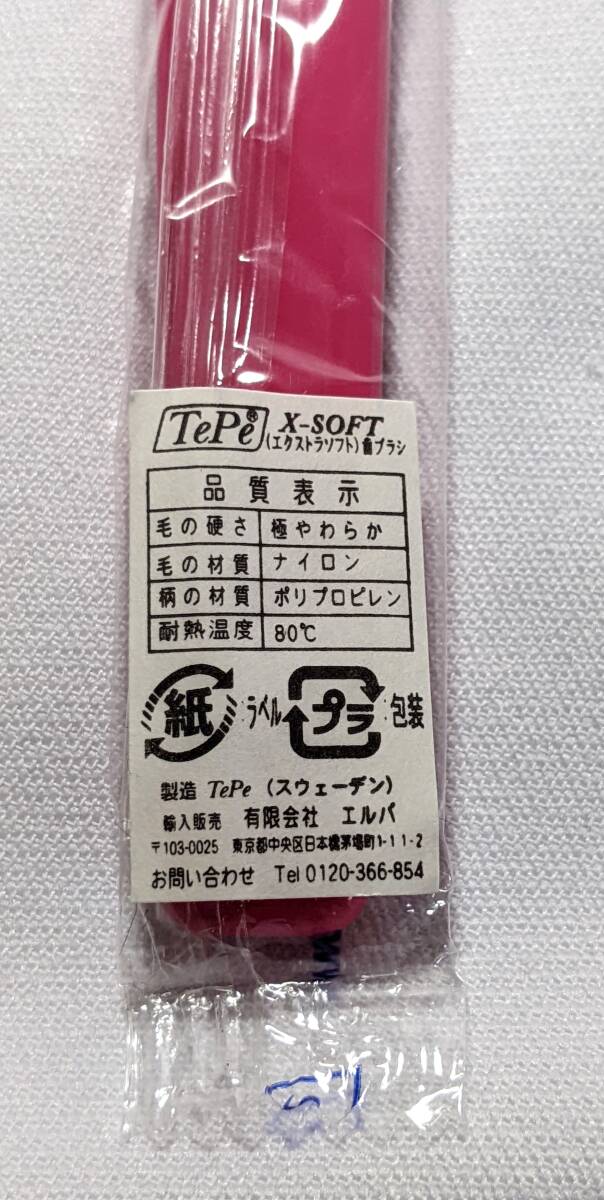 TePe® X-SOFT
(エクストラソフト)歯ブラシ
品質表示
毛の硬さ 極やわらか
毛の材質 ナイロン
柄の材質 ポリプロピレン
耐熱温度 80℃
紙 :ラベル プラ :包装
製造 TePe (スウェーデン)
輸入販売 有限会社 エルバ
〒103-0025 東京都中央区日本橋茅場町1-11-2
お問い合わせ Tel 0120-366-854